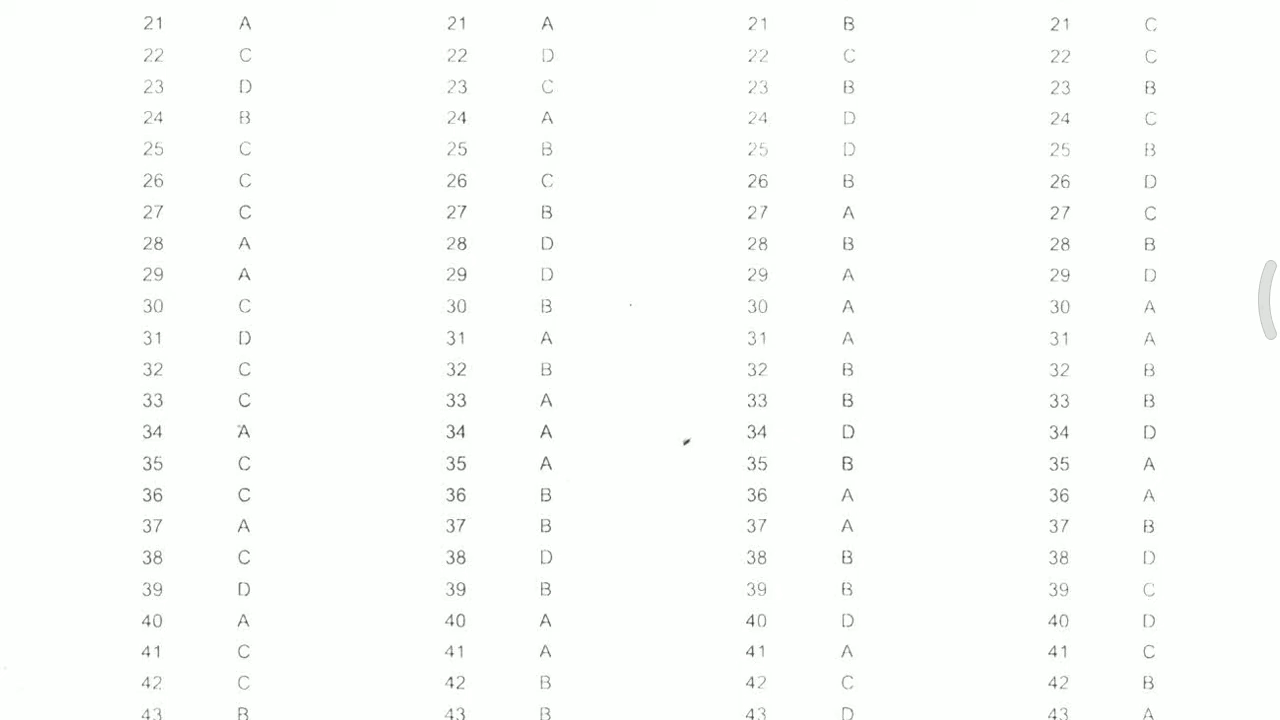 21 A 21 A 21 B 21 C
22 C 22 D 22 C 22 C
23 D 23 C 23 B 23 B
24 B 24 A 24 D 24 C
25 C 25 B 25 D 25 B
26 C 26 C 26 B 26 D
27 C 27 B 27 A 27 C
28 A 28 D 28 B 28 B
29 A 29 D 29 A 29 D
30 C 30 B 30 A 30 A
31 D 31 A 31 A 31 A
32 C 32 B 32 B 32 B
33 C 33 A 33 B 33 B
34 A 34 A 34 D 34 D
35 C 35 A 35 B 35 A
36 C 36 B 36 A 36 A
37 A 37 B 37 A 37 B
38 C 38 D 38 B 38 D
39 D 39 B 39 B 39 C
40 A 40 A 40 D 40 D
41 C 41 A 41 A 41 C
42 C 42 B 42 C 42 B
43 B 43 B 43 D 43 A